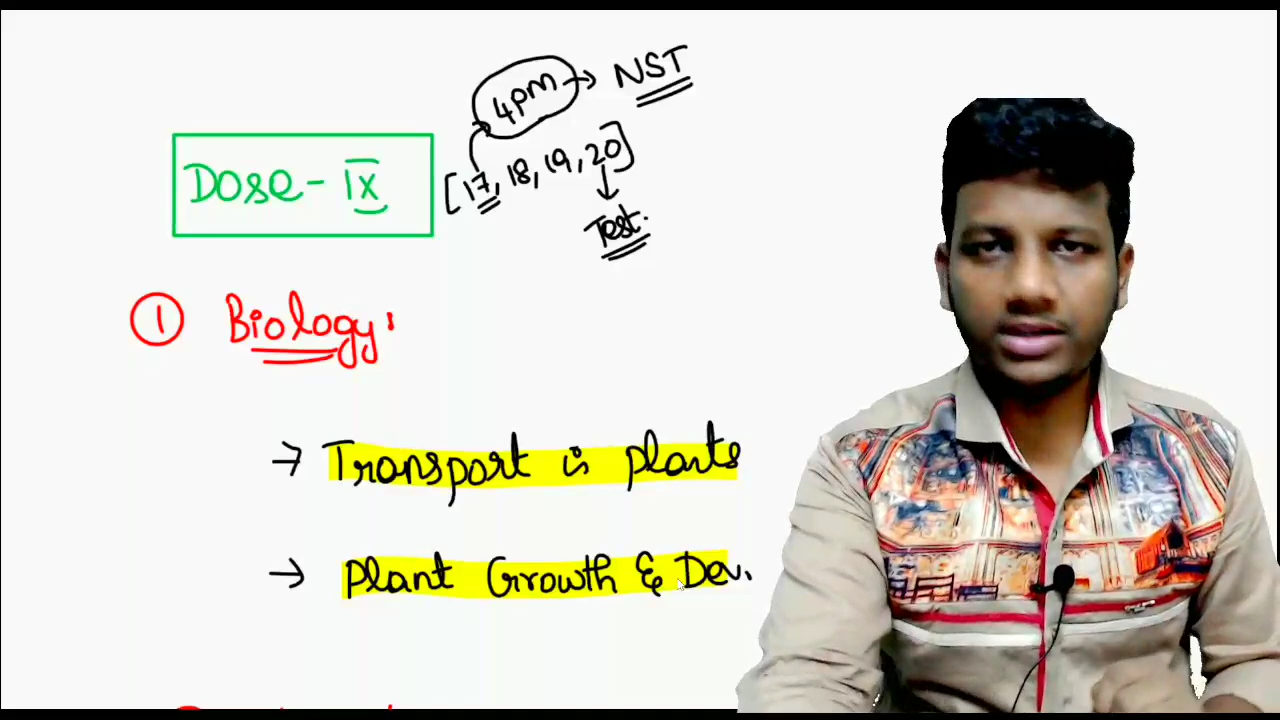 4pm → NST
Dose - IX
[17, 18, 19, 20]
Test.
① Biology:
→ Transport in plants
→ Plant Growth & Dev.